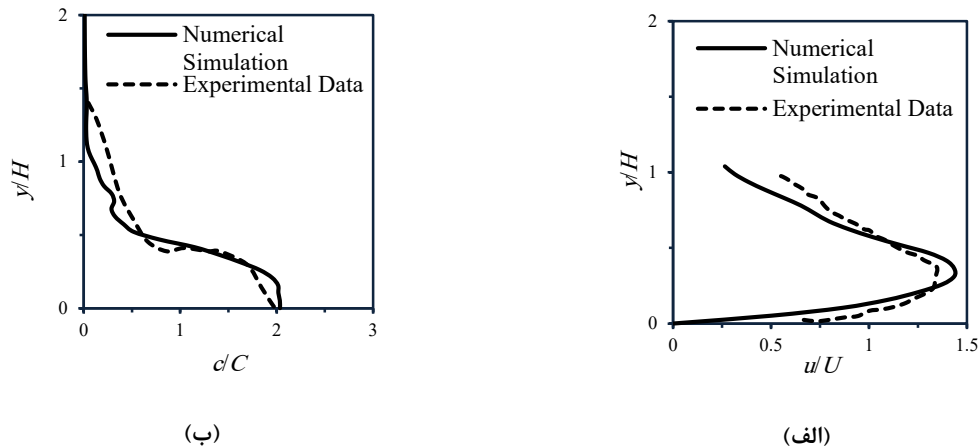 2
Numerical
Simulation
Experimental Data
1
y/H
0
0
1
2
3
c/C
(ب)
2
Numerical
Simulation
Experimental Data
1
y/H
0
0
0.5
1
1.5
u/U
(الف)